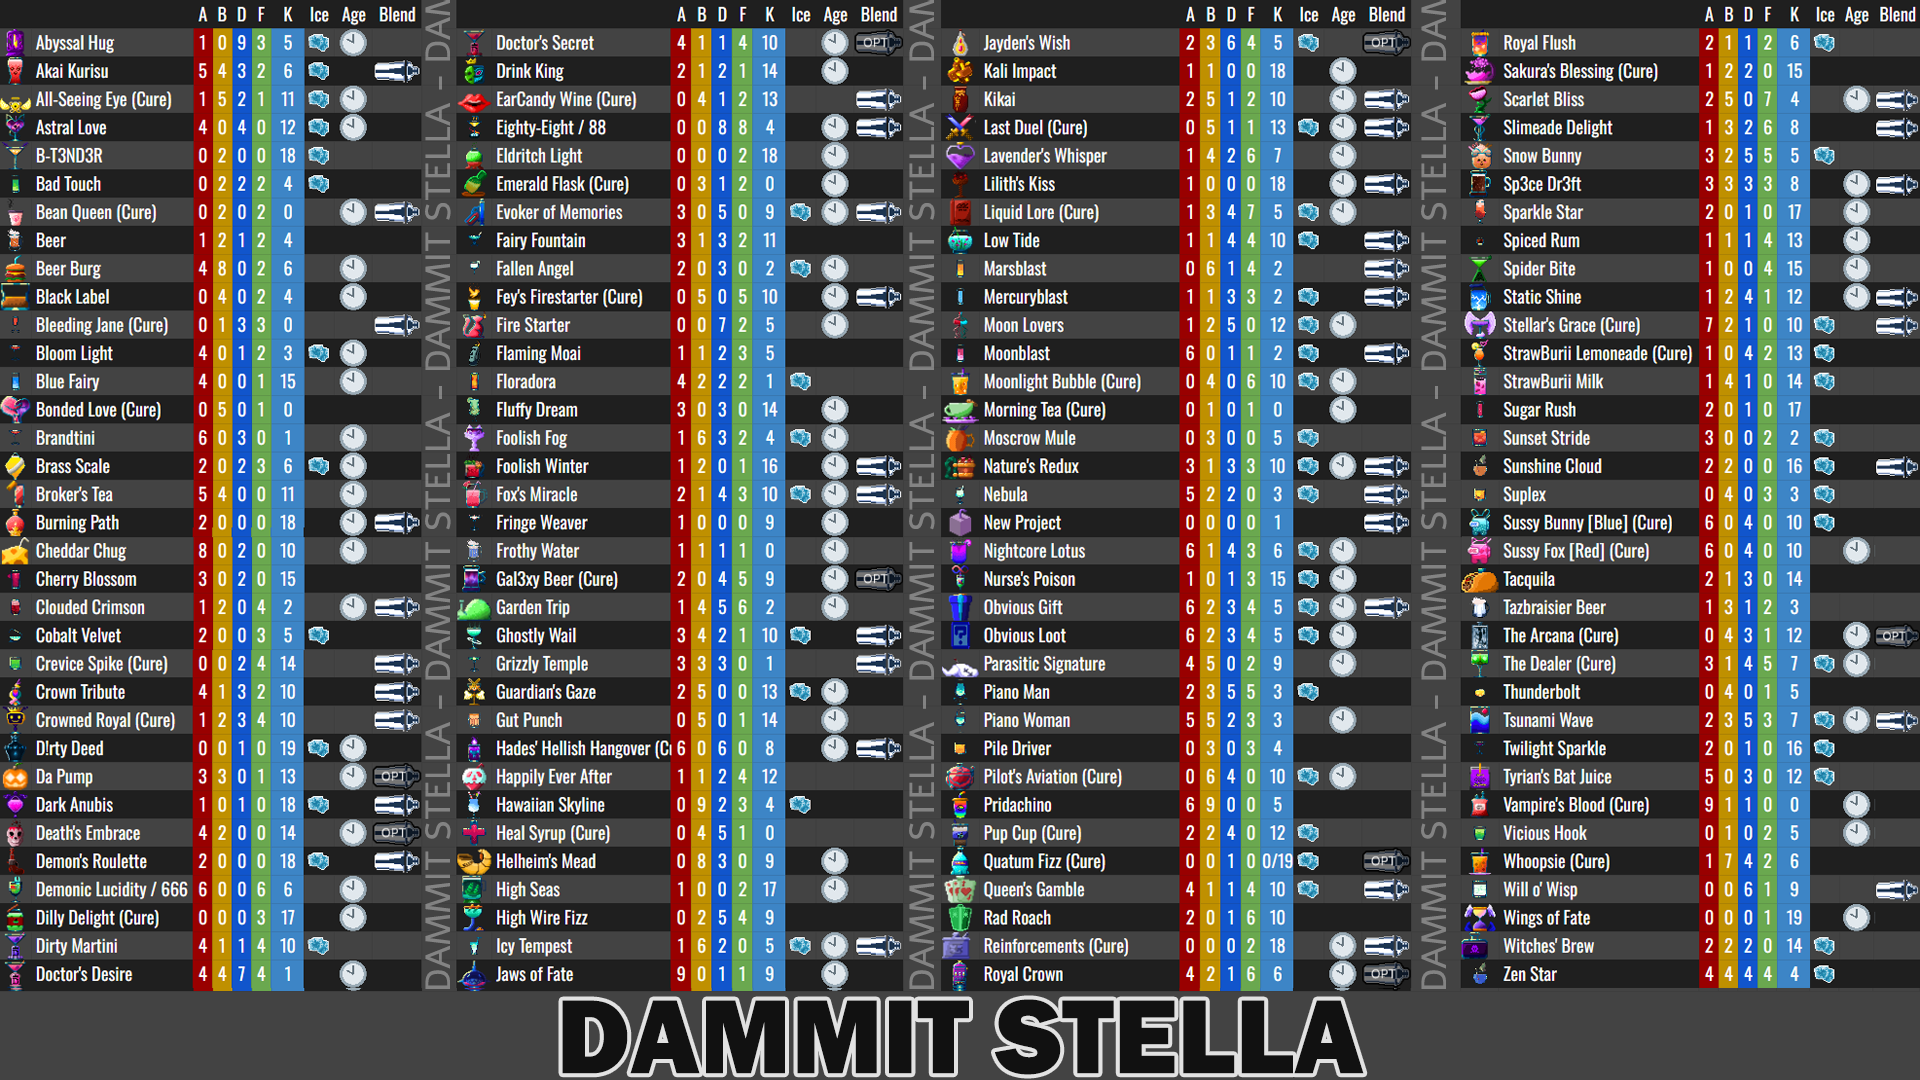 A B D F K Ice Age Blend
Abyssal Hug 1 0 9 3 5
Akai Kurisu 5 4 3 2 6
All-Seeing Eye (Cure) 1 5 2 1 11
Astral Love 4 0 4 0 12
B-T3ND3R 0 2 0 0 18
Bad Touch 0 2 2 2 4
Bean Queen (Cure) 0 2 0 2 0
Beer 1 2 1 2 4
Beer Burg 4 8 0 2 6
Black Label 0 4 0 2 4
Bleeding Jane (Cure) 0 1 3 3 0
Bloom Light 4 0 1 2 3
Blue Fairy 4 0 0 1 15
Bonded Love (Cure) 0 5 0 1 0
Brandtini 6 0 3 0 1
Brass Scale 2 0 2 3 6
Broker's Tea 5 4 0 0 11
Burning Path 2 0 0 0 18
Cheddar Chug 8 0 2 0 10
Cherry Blossom 3 0 2 0 15
Clouded Crimson 1 2 0 4 2
Cobalt Velvet 2 0 0 3 5
Crevice Spike (Cure) 0 0 2 4 14
Crown Tribute 4 1 3 2 10
Crowned Royal (Cure) 1 2 3 4 10
D!rty Deed 0 0 1 0 19
Da Pump 3 3 0 1 13 OPT
Dark Anubis 1 0 1 0 18
Death's Embrace 4 2 0 0 14 OPT
Demon's Roulette 2 0 0 0 18
Demonic Lucidity / 666 6 0 0 6 6
Dilly Delight (Cure) 0 0 0 3 17
Dirty Martini 4 1 1 4 10
Doctor's Desire 4 4 7 4 1
DAMMIT STELLA - DAMMIT STELLA - DAMMIT STELLA - DAM
A B D F K Ice Age Blend
Doctor's Secret 4 1 1 4 10 OPT
Drink King 2 1 2 1 14
EarCandy Wine (Cure) 0 4 1 2 13
Eighty-Eight / 88 0 0 8 8 4
Eldritch Light 0 0 0 2 18
Emerald Flask (Cure) 0 3 1 2 0
Evoker of Memories 3 0 5 0 9
Fairy Fountain 3 1 3 2 11
Fallen Angel 2 0 3 0 2
Fey's Firestarter (Cure) 0 5 0 5 10
Fire Starter 0 0 7 2 5
Flaming Moai 1 1 2 3 5
Floradora 4 2 2 2 1
Fluffy Dream 3 0 3 0 14
Foolish Fog 1 6 3 2 4
Foolish Winter 1 2 0 1 16
Fox's Miracle 2 1 4 3 10
Fringe Weaver 1 0 0 0 9
Frothy Water 1 1 1 1 0
Gal3xy Beer (Cure) 2 0 4 5 9 OPT
Garden Trip 1 4 5 6 2
Ghostly Wail 3 4 2 1 10
Grizzly Temple 3 3 3 0 1
Guardian's Gaze 2 5 0 0 13
Gut Punch 0 5 0 1 14
Hades' Hellish Hangover (Cu 6 0 6 0 8
Happily Ever After 1 1 2 4 12
Hawaiian Skyline 0 9 2 3 4
Heal Syrup (Cure) 0 4 5 1 0
Helheim's Mead 0 8 3 0 9
High Seas 1 0 0 2 17
High Wire Fizz 0 2 5 4 9
Icy Tempest 1 6 2 0 5
Jaws of Fate 9 0 1 1 9
DAMMIT STELLA - DAMMIT STELLA - DAMMIT STELLA - DAM
A B D F K Ice Age Blend
Jayden's Wish 2 3 6 4 5 OPT
Kali Impact 1 1 0 0 18
Kikai 2 5 1 2 10
Last Duel (Cure) 0 5 1 1 13
Lavender's Whisper 1 4 2 6 7
Lilith's Kiss 1 0 0 0 18
Liquid Lore (Cure) 1 3 4 7 5
Low Tide 1 1 4 4 10
Marsblast 0 6 1 4 2
Mercuryblast 1 1 3 3 2
Moon Lovers 1 2 5 0 12
Moonblast 6 0 1 1 2
Moonlight Bubble (Cure) 0 4 0 6 10
Morning Tea (Cure) 0 1 0 1 0
Moscrow Mule 0 3 0 0 5
Nature's Redux 3 1 3 3 10
Nebula 5 2 2 0 3
New Project 0 0 0 0 1
Nightcore Lotus 6 1 4 3 6
Nurse's Poison 1 0 1 3 15
Obvious Gift 6 2 3 4 5
Obvious Loot 6 2 3 4 5
Parasitic Signature 4 5 0 2 9
Piano Man 2 3 5 5 3
Piano Woman 5 5 2 3 3
Pile Driver 0 3 0 3 4
Pilot's Aviation (Cure) 0 6 4 0 10
Pridachino 6 9 0 0 5
Pup Cup (Cure) 2 2 4 0 12
Quatum Fizz (Cure) 0 0 1 0 0/19 OPT
Queen's Gamble 4 1 1 4 10
Rad Roach 2 0 1 6 10
Reinforcements (Cure) 0 0 0 2 18
Royal Crown 4 2 1 6 6 OPT
DAMMIT STELLA - DAMMIT STELLA - DAMMIT STELLA - DAM
A B D F K Ice Age Blend
Royal Flush 2 1 1 2 6
Sakura's Blessing (Cure) 1 2 2 0 15
Scarlet Bliss 2 5 0 7 4
Slimeade Delight 1 3 2 6 8
Snow Bunny 3 2 5 5 5
Sp3ce Dr3ft 3 3 3 3 8
Sparkle Star 2 0 1 0 17
Spiced Rum 1 1 1 4 13
Spider Bite 1 0 0 4 15
Static Shine 1 2 4 1 12
Stellar's Grace (Cure) 7 2 1 0 10
StrawBurii Lemoneade (Cure) 1 0 4 2 13
StrawBurii Milk 1 4 1 0 14
Sugar Rush 2 0 1 0 17
Sunset Stride 3 0 0 2 2
Sunshine Cloud 2 2 0 0 16
Suplex 0 4 0 3 3
Sussy Bunny [Blue] (Cure) 6 0 4 0 10
Sussy Fox [Red] (Cure) 6 0 4 0 10
Tacquila 2 1 3 0 14
Tazbraisier Beer 1 3 1 2 3
The Arcana (Cure) 0 4 3 1 12 OPT
The Dealer (Cure) 3 1 4 5 7
Thunderbolt 0 4 0 1 5
Tsunami Wave 2 3 5 3 7
Twilight Sparkle 2 0 1 0 16
Tyrian's Bat Juice 5 0 3 0 12
Vampire's Blood (Cure) 9 1 1 0 0
Vicious Hook 0 1 0 2 5
Whoopsie (Cure) 1 7 4 2 6
Will o' Wisp 0 0 6 1 9
Wings of Fate 0 0 0 1 19
Witches' Brew 2 2 2 0 14
Zen Star 4 4 4 4 4
DAMMIT STELLA